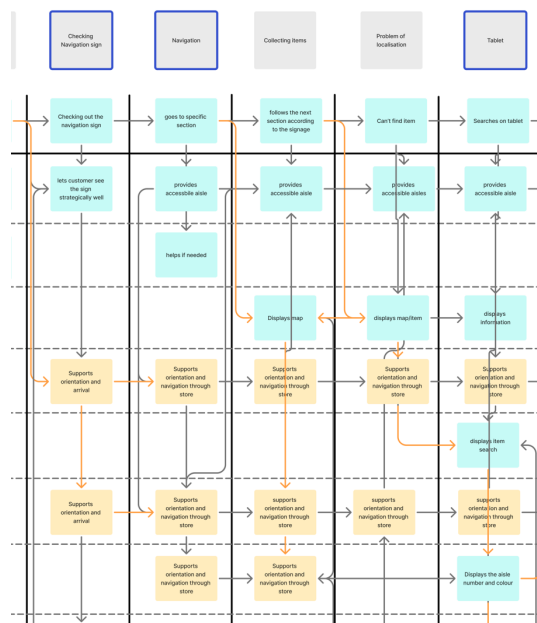 Checking
Navigation sign
Navigation
Collecting items
Problem of
localisation
Tablet
Checking out the
navigation sign
goes to specific
section
follows the next
section according
to the signage
Can't find item
Searches on tablet
lets customer see
the sign
strategically well
provides
accessbile aisle
provides
accessible aisle
provides
accessible aisles
provides
accessible aisle
helps if needed
Displays map
displays map/item
displays
information
Supports
orientation and
arrival
Supports
orientation and
navigation through
store
Supports
orientation and
navigation through
store
Supports
orientation and
navigation through
store
Supports
orientation and
navigation through
store
displays item
search
Supports
orientation and
arrival
Supports
orientation and
navigation through
store
supports
orientation and
navigation through
store
supports
orientation and
navigation through
store
supports
orientation and
navigation through
store
Supports
orientation and
navigation through
store
Supports
orientation and
navigation through
store
Displays the aisle
number and colour